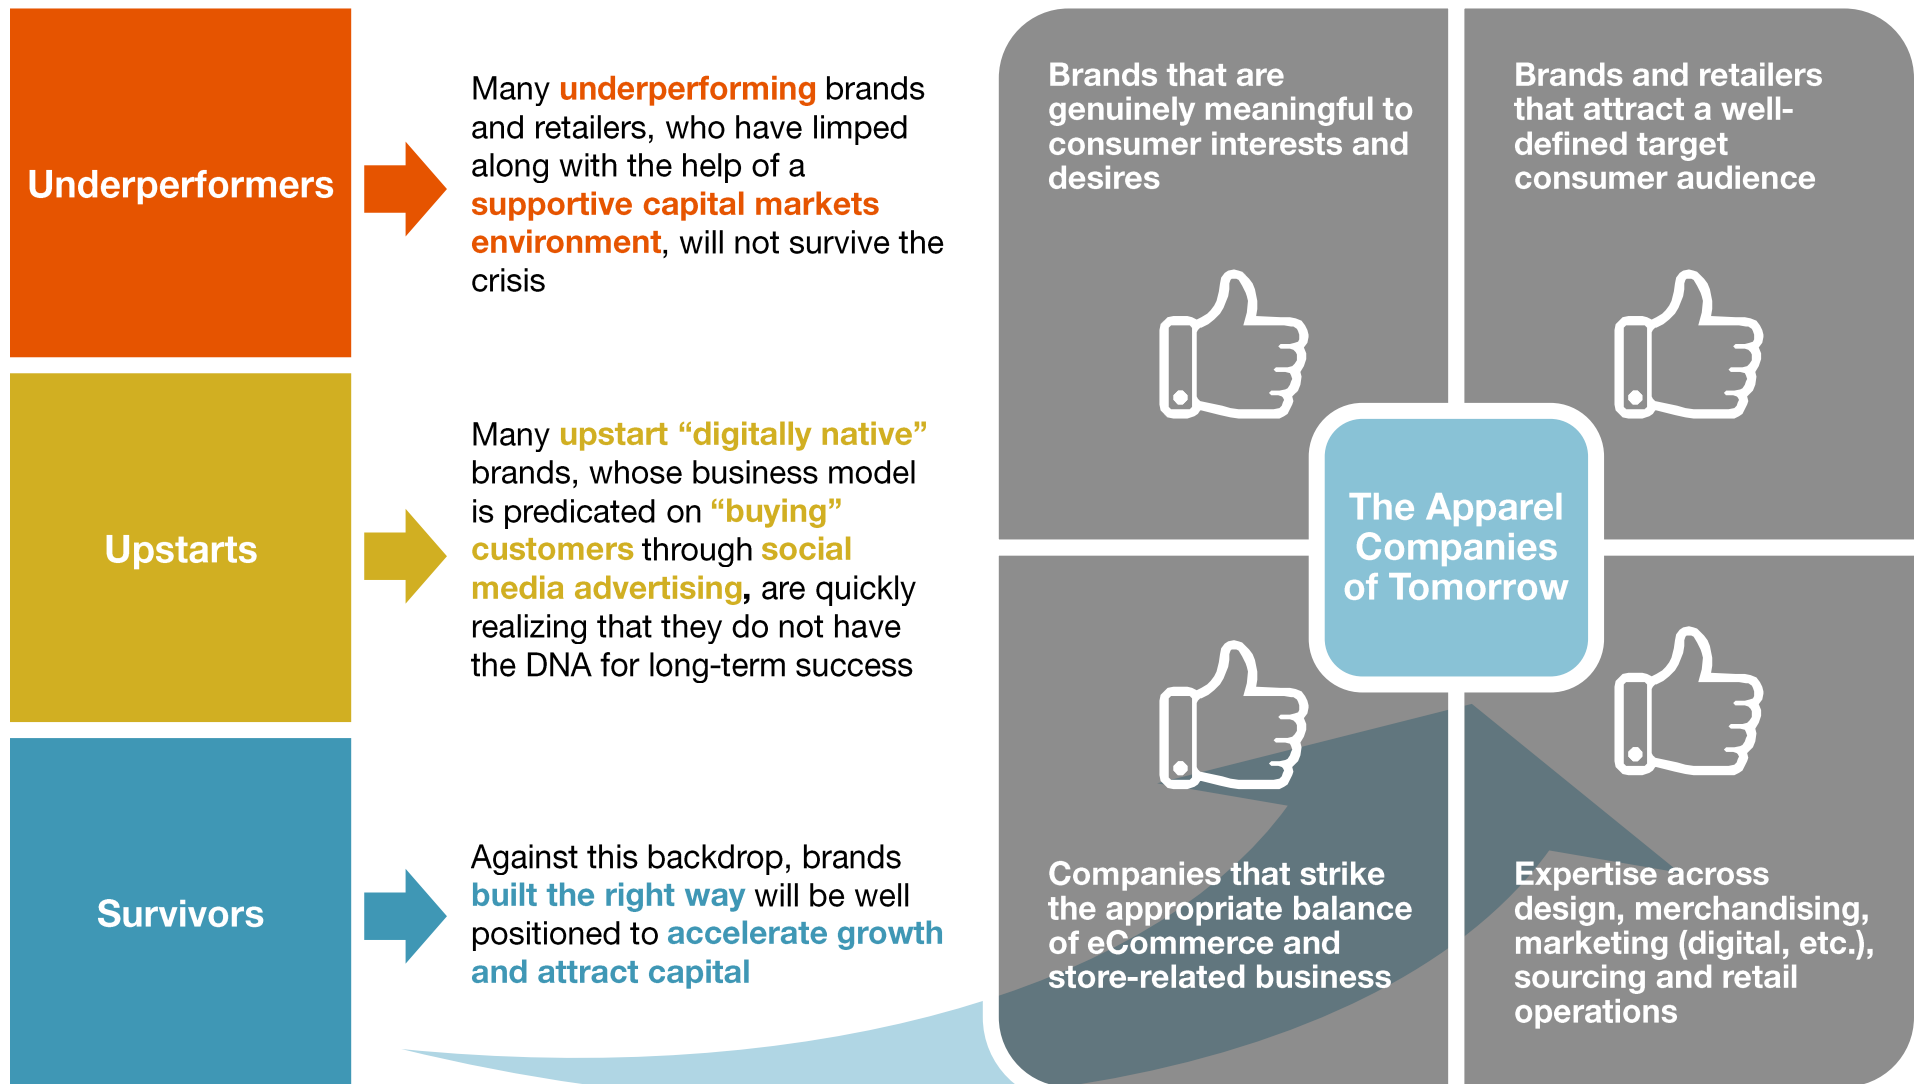 Underperformers
Many underperforming brands
and retailers, who have limped
along with the help of a
supportive capital markets
environment, will not survive the
crisis
Upstarts
Many upstart “digitally native”
brands, whose business model
is predicated on “buying”
customers through social
media advertising, are quickly
realizing that they do not have
the DNA for long-term success
Survivors
Against this backdrop, brands
built the right way will be well
positioned to accelerate growth
and attract capital
Brands that are
genuinely meaningful to
consumer interests and
desires
Brands and retailers
that attract a well-
defined target
consumer audience
The Apparel
Companies
of Tomorrow
Companies that strike
the appropriate balance
of eCommerce and
store-related business
Expertise across
design, merchandising,
marketing (digital, etc.),
sourcing and retail
operations